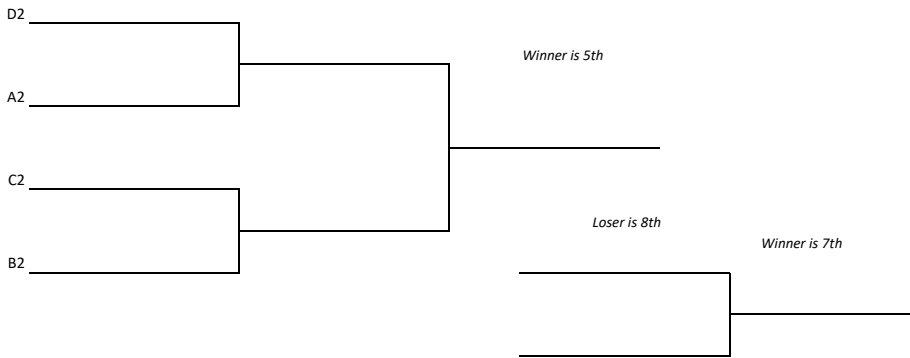 D2
Winner is 5th
A2
C2
Loser is 8th
Winner is 7th
B2